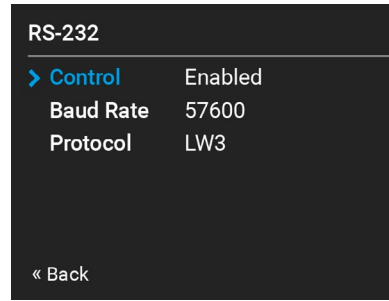 RS-232
Control Enabled
Baud Rate 57600
Protocol LW3
« Back